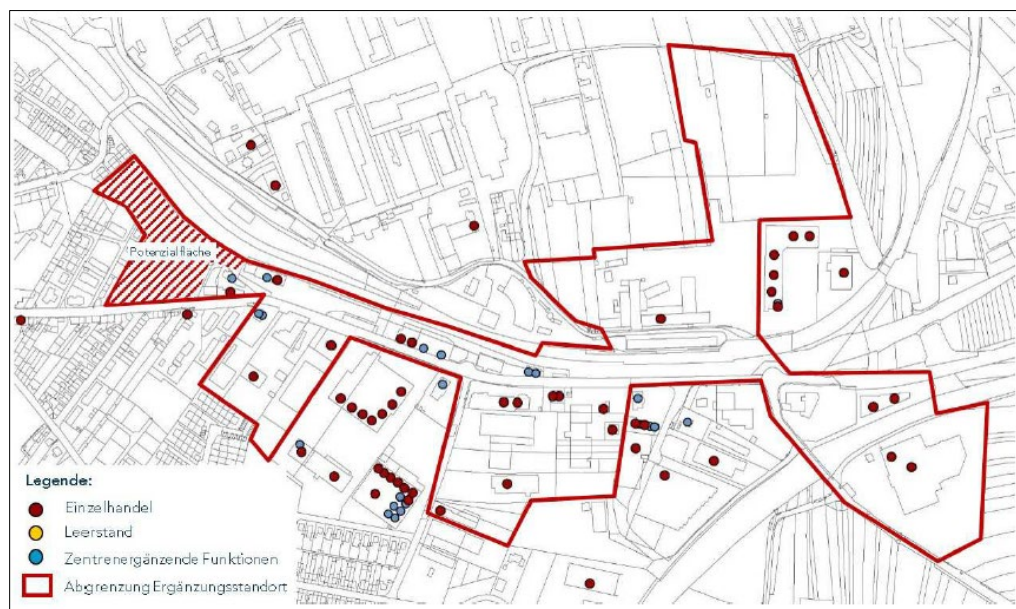 Potenzialfläche
Legende:
Einzelhandel
Leerstand
Zentrenergänzende Funktionen
Abgrenzung Ergänzungsstandort